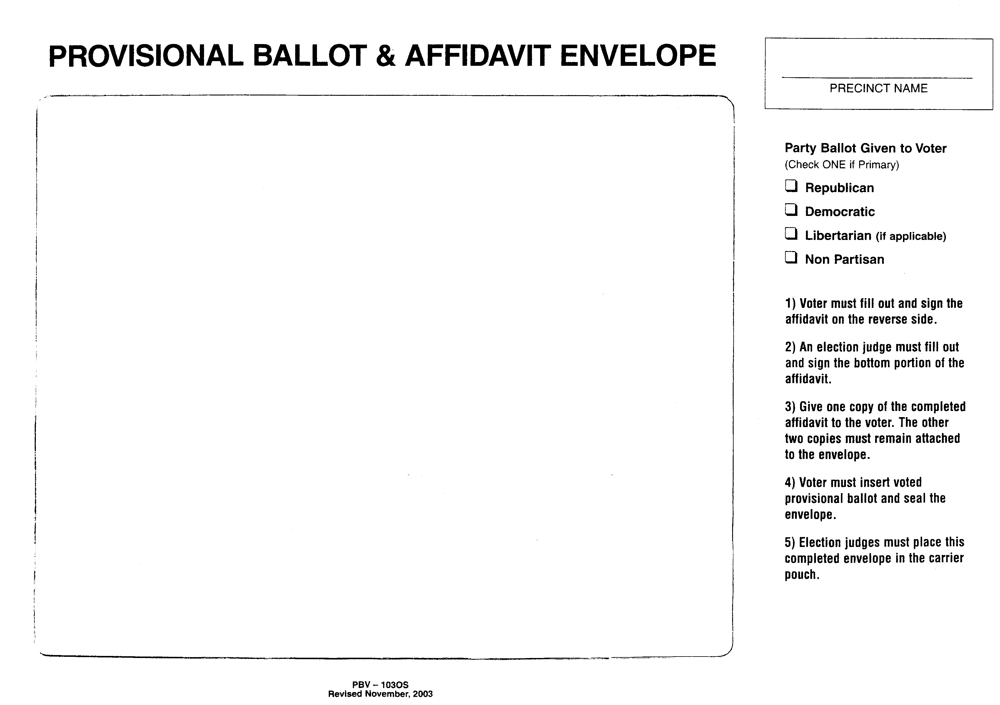 PROVISIONAL BALLOT & AFFIDAVIT ENVELOPE
PRECINCT NAME
Party Ballot Given to Voter
(Check ONE if Primary)
❏ Republican
❏ Democratic
❏ Libertarian (if applicable)
❏ Non Partisan
1) Voter must fill out and sign the
affidavit on the reverse side.
2) An election judge must fill out
and sign the bottom portion of the
affidavit.
3) Give one copy of the completed
affidavit to the voter. The other
two copies must remain attached
to the envelope.
4) Voter must insert voted
provisional ballot and seal the
envelope.
5) Election judges must place this
completed envelope in the carrier
pouch.
PBV – 103OS
Revised November, 2003